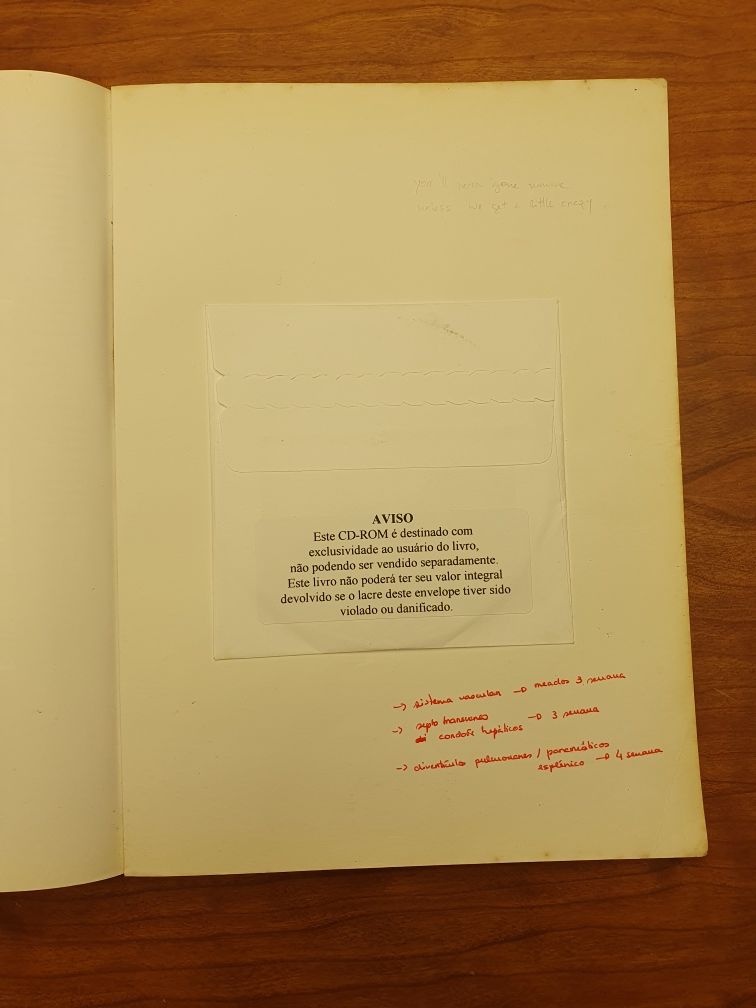 you'll never gone survive
unless we get a little crazy.
AVISO
Este CD-ROM é destinado com
exclusividade ao usuário do livro,
não podendo ser vendido separadamente.
Este livro não poderá ter seu valor integral
devolvido se o lacre deste envelope tiver sido
violado ou danificado.
-> sistema vascular -> meados 3 semana
-> septo transverso
hepáticos -> 3 semana
-> divertículo pulmonares / pancreáticos
esplênico -> 4 semana